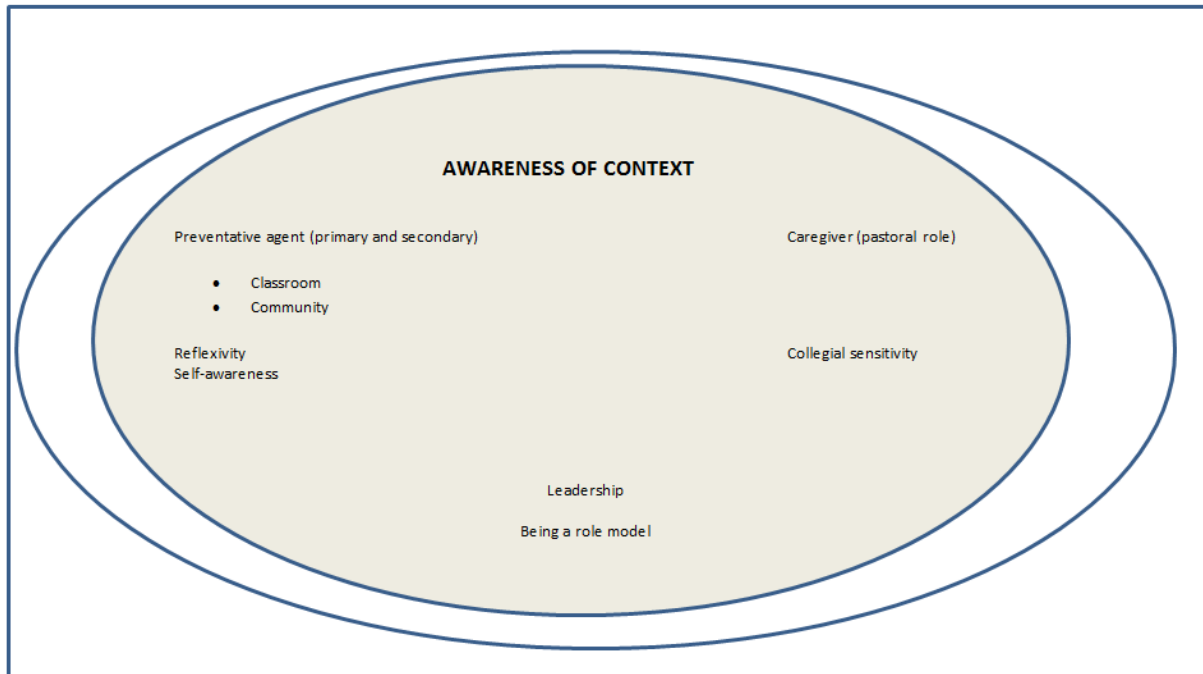 AWARENESS OF CONTEXT
Preventative agent (primary and secondary)
Caregiver (pastoral role)
• Classroom
• Community
Reflexivity
Self-awareness
Collegial sensitivity
Leadership
Being a role model